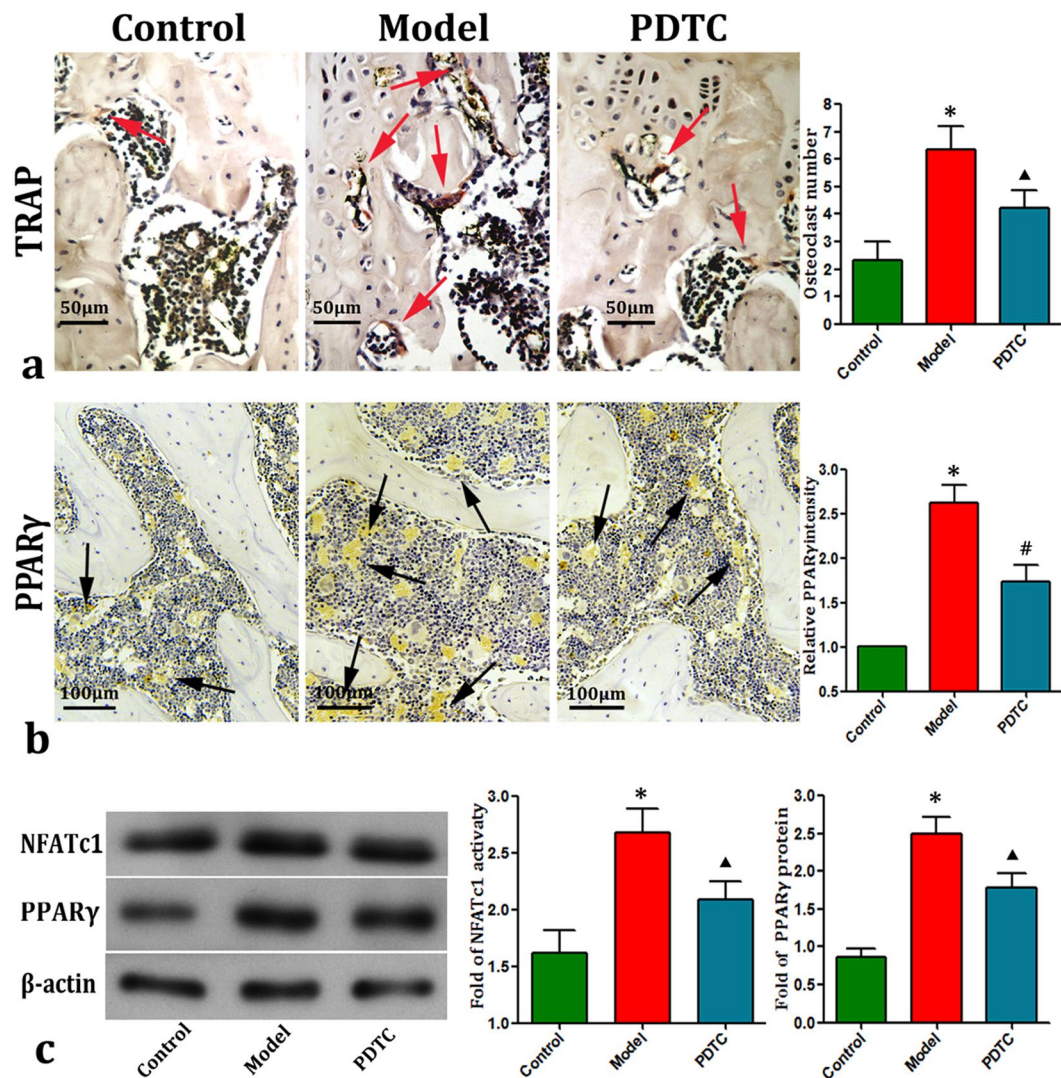 Control Model PDTC
TRAP
50μm 50μm 50μm
a
Osteoclast number
8
7
6
5
4
3
2
1
0
*
▲
Control Model PDTC
PPARγ
100μm 100μm 100μm
b
Relative PPARγintensity
3.0
2.5
2.0
1.5
1.0
0.5
*
#
Control Model PDTC
NFATc1
PPARγ
β-actin
Control Model PDTC
c
Fold of NFATc1 activaty
3.0
2.5
2.0
1.5
1.0
*
▲
Control Model PDTC
Fold of PPARγ protein
3.0
2.5
2.0
1.5
1.0
0.5
0.0
*
▲
Control Model PDTC